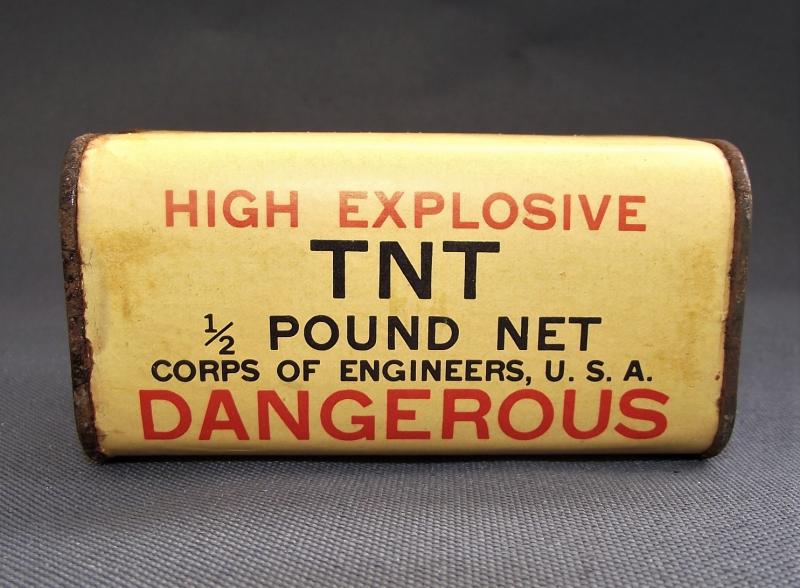 HIGH EXPLOSIVE
TNT
½ POUND NET
CORPS OF ENGINEERS, U. S. A.
DANGEROUS